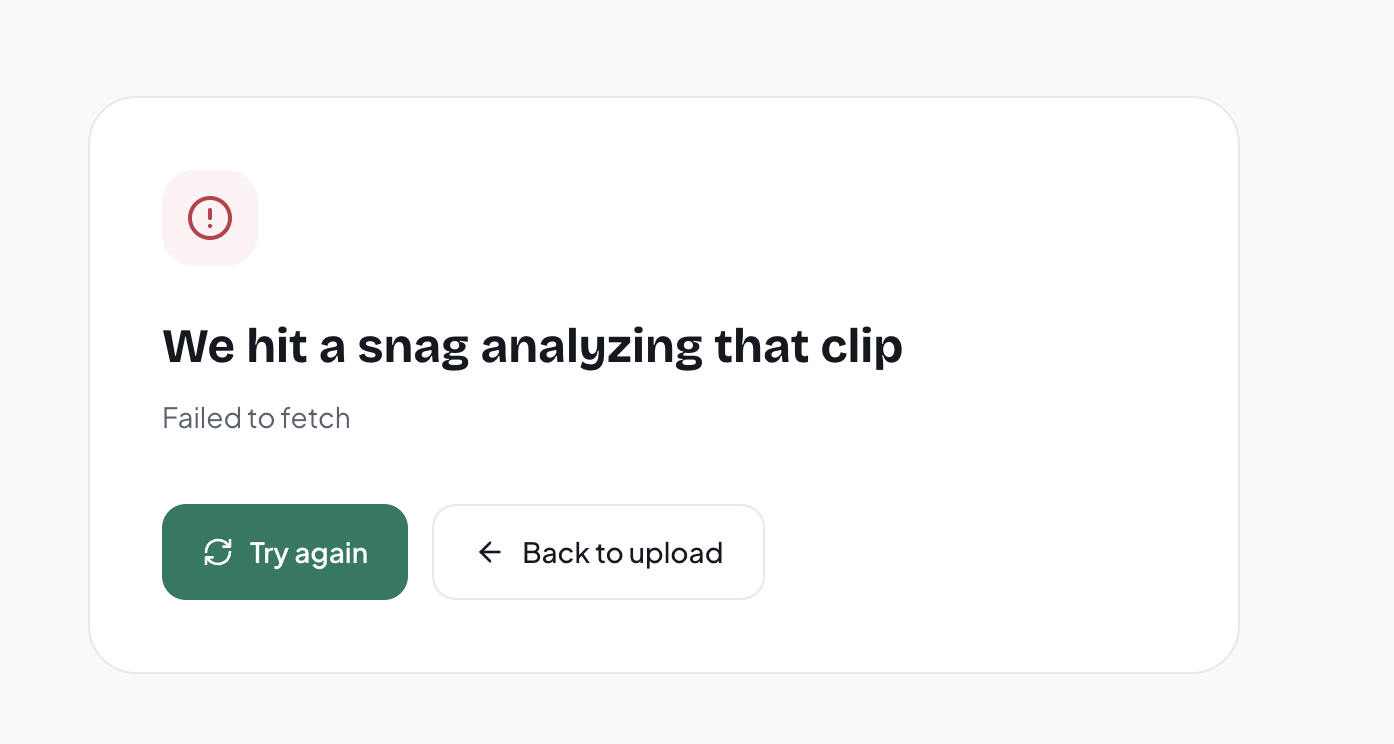 We hit a snag analyzing that clip
Failed to fetch
Try again
Back to upload